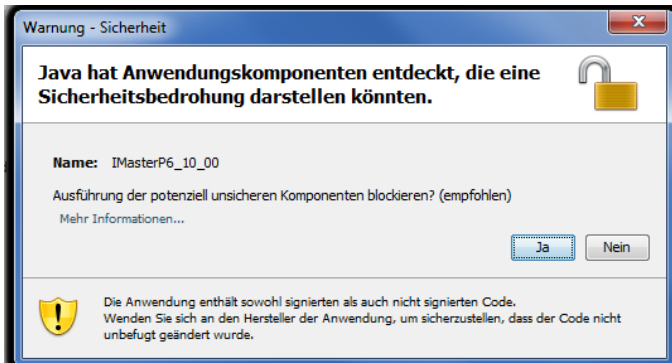 Warnung - Sicherheit
Java hat Anwendungskomponenten entdeckt, die eine
Sicherheitsbedrohung darstellen könnten.
Name: IMasterP6_10_00
Ausführung der potenziell unsicheren Komponenten blockieren? (empfohlen)
Mehr Informationen...
Ja Nein
Die Anwendung enthält sowohl signierten als auch nicht signierten Code.
Wenden Sie sich an den Hersteller der Anwendung, um sicherzustellen, dass der Code nicht
unbefugt geändert wurde.